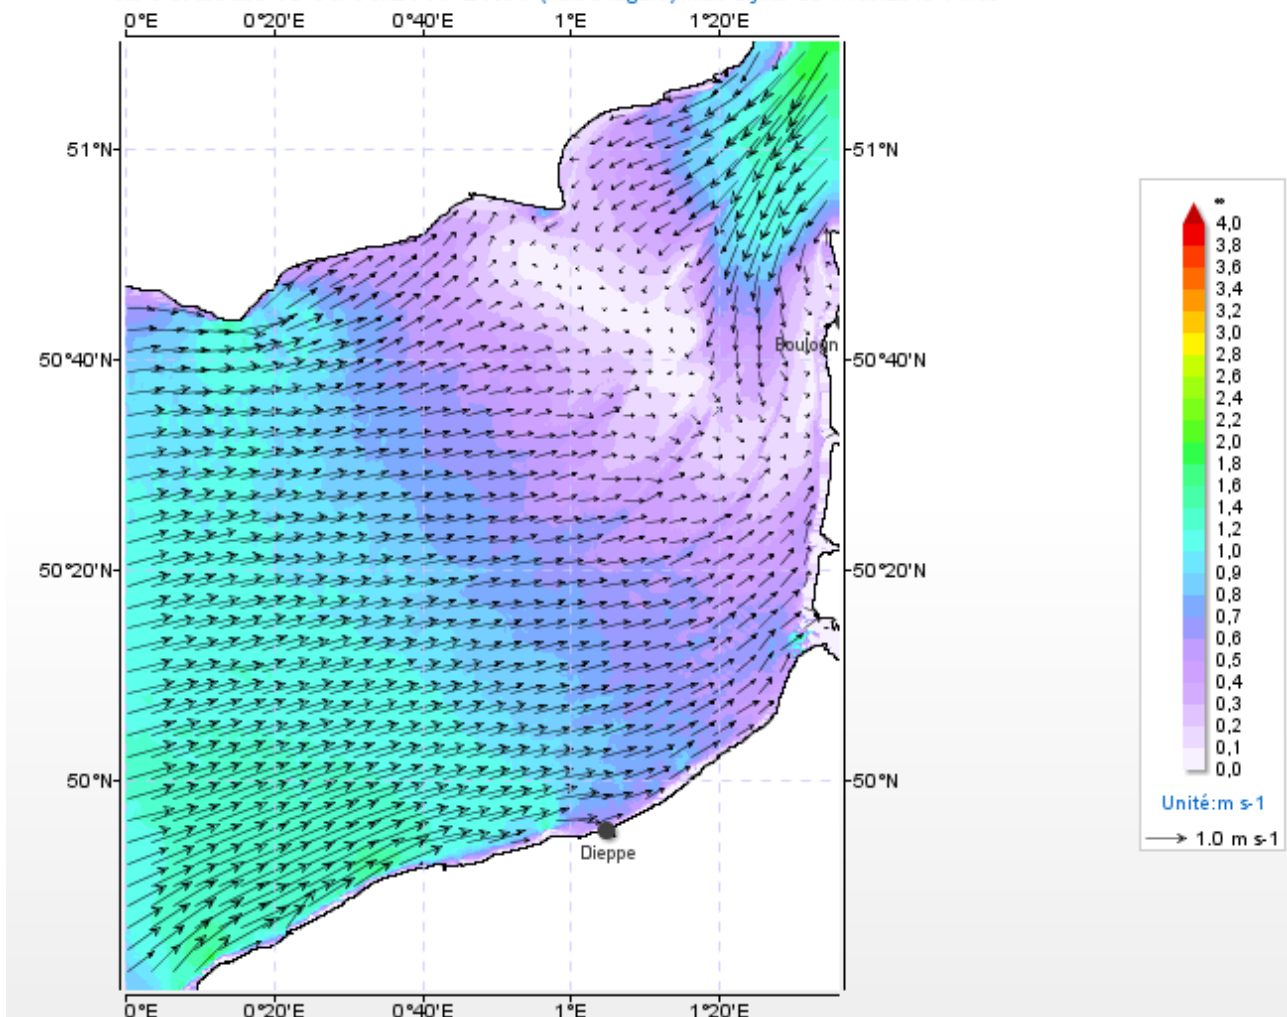 0°E 0°20'E 0°40'E 1°E 1°20'E
51°N 51°N
50°40'N 50°40'N
50°20'N 50°20'N
50°N 50°N
Boulogn
Dieppe
0°E 0°20'E 0°40'E 1°E 1°20'E
∞
4,0
3,8
3,6
3,4
3,2
3,0
2,8
2,6
2,4
2,2
2,0
1,8
1,6
1,4
1,2
1,0
0,9
0,8
0,7
0,6
0,5
0,4
0,3
0,2
0,1
0,0
Unité:m s-1
1.0 m s-1